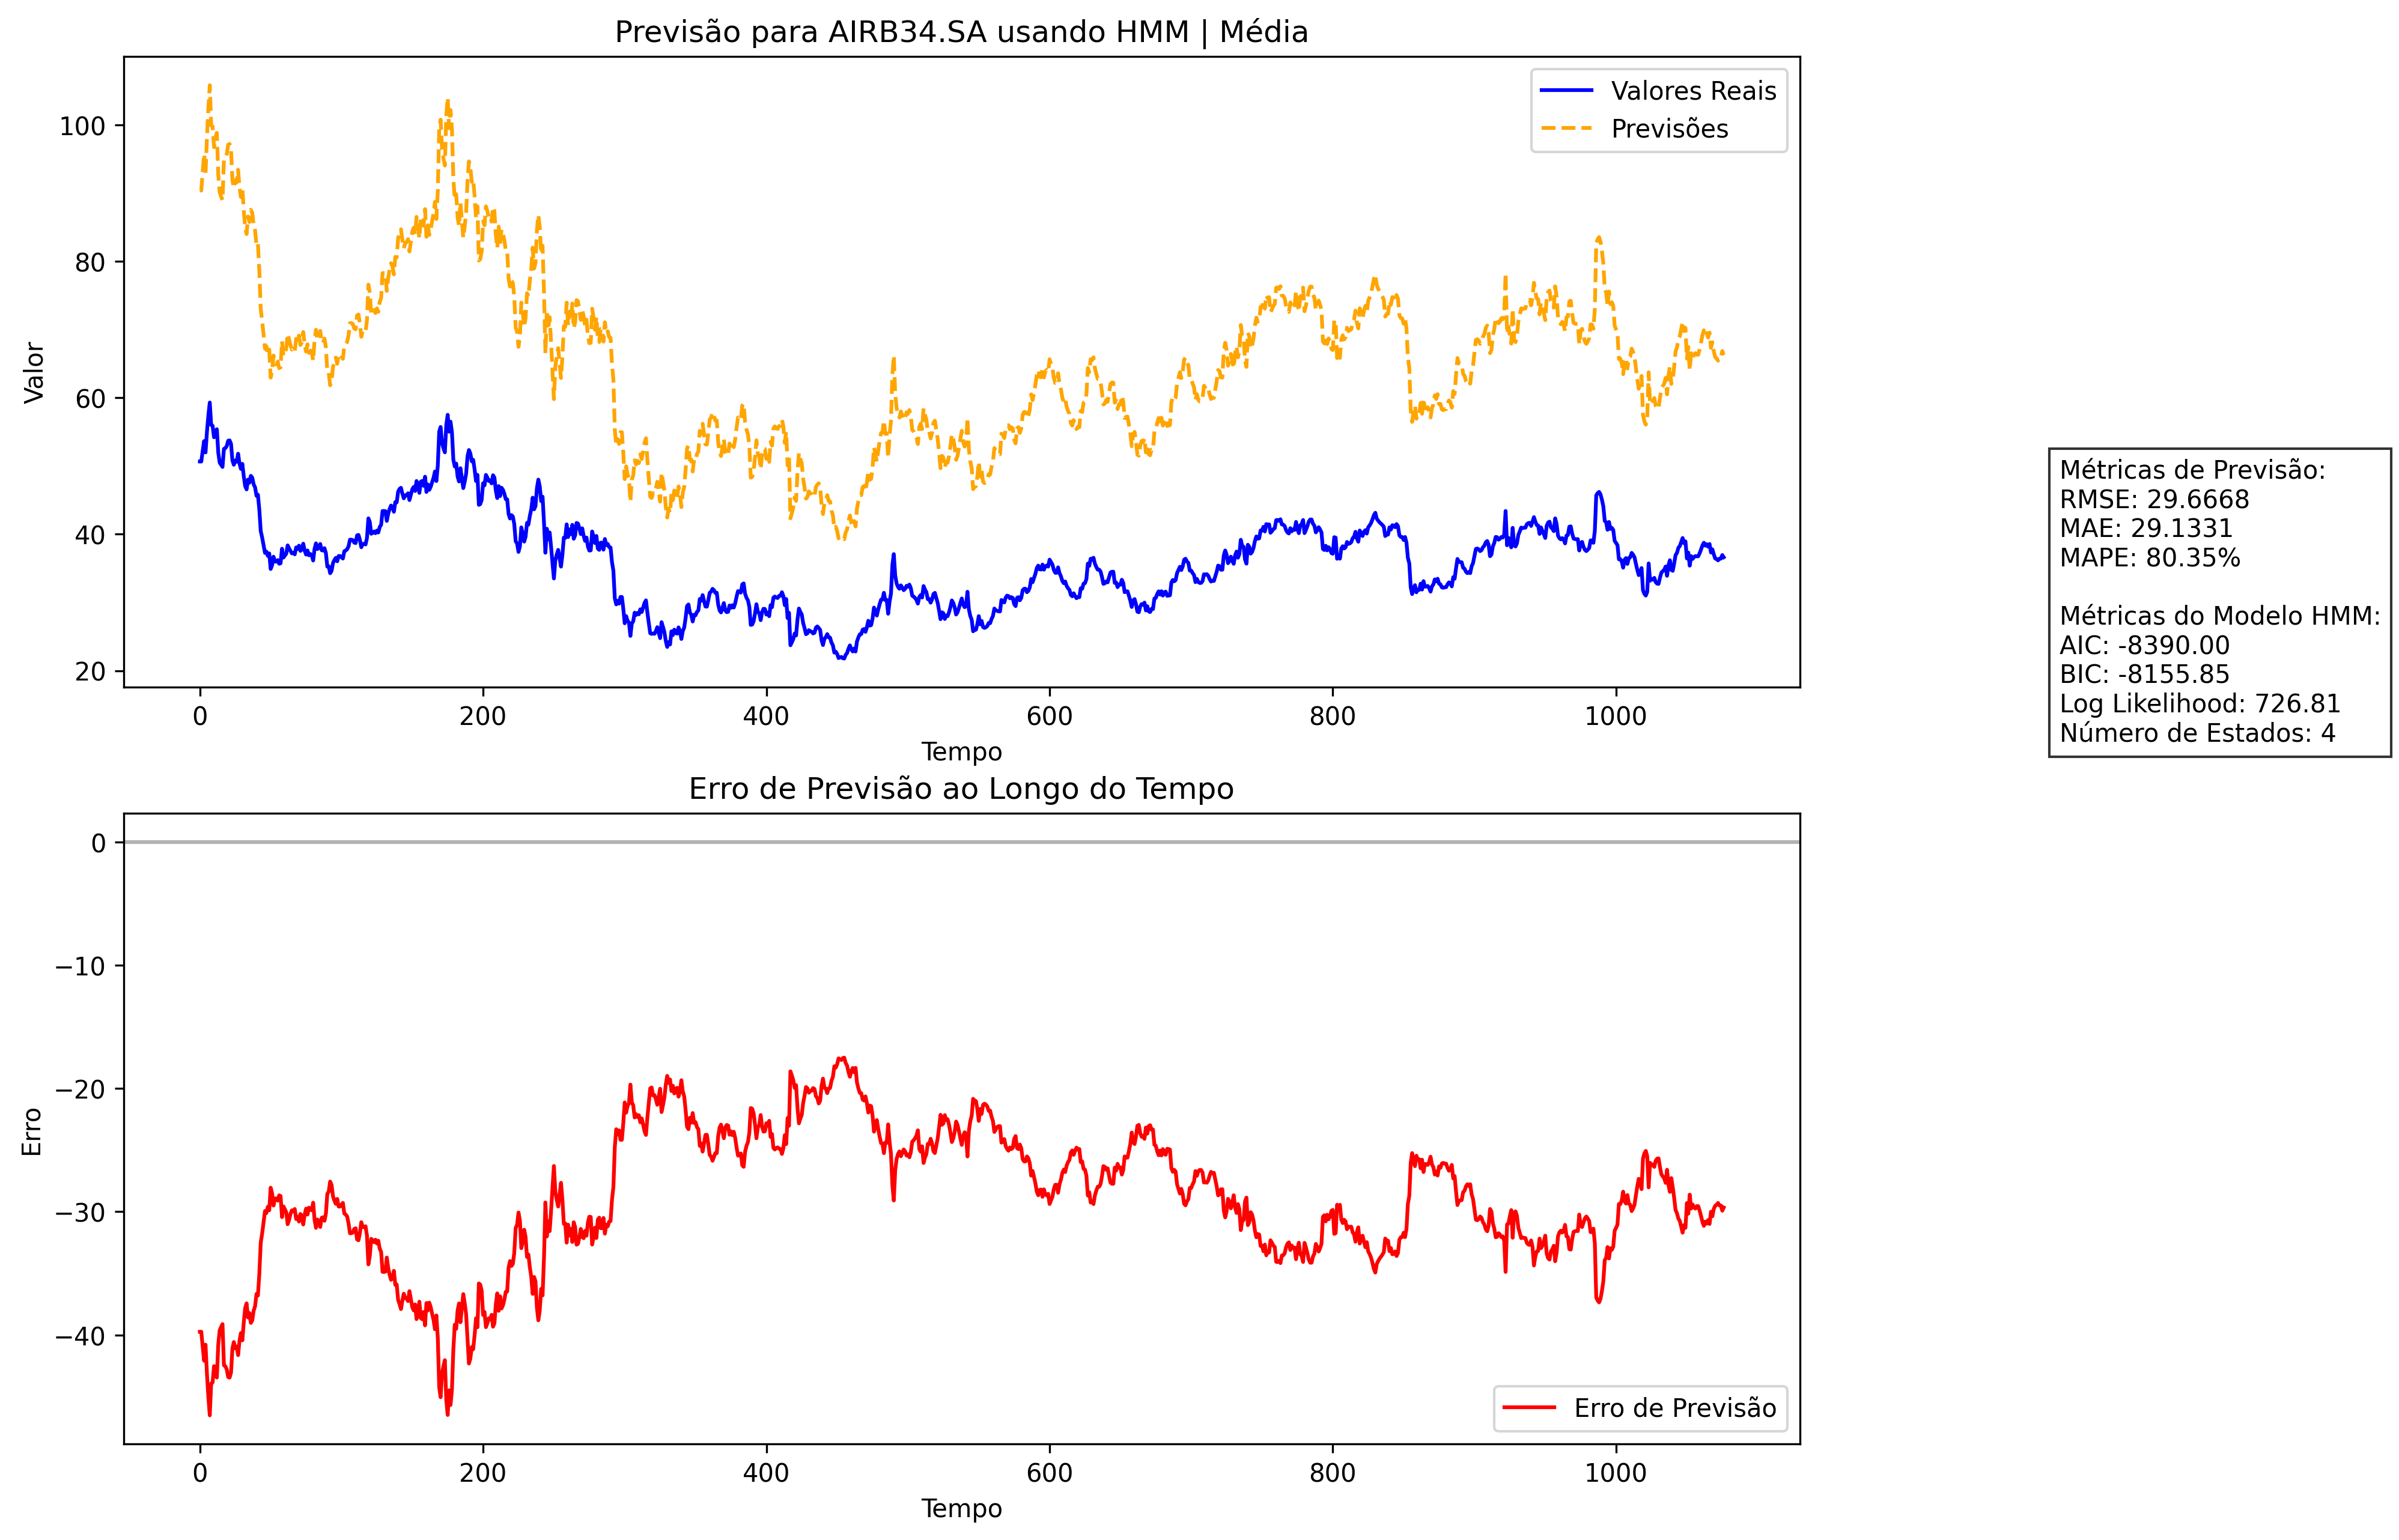 Previsão para AIRB34.SA usando HMM | Média
Valor
100
80
60
40
20
Valores Reais
Previsões
0
200
400
600
800
1000
Tempo
Métricas de Previsão:
RMSE: 29.6668
MAE: 29.1331
MAPE: 80.35%
Métricas do Modelo HMM:
AIC: -8390.00
BIC: -8155.85
Log Likelihood: 726.81
Número de Estados: 4
Erro de Previsão ao Longo do Tempo
Erro
0
−10
−20
−30
−40
Erro de Previsão
0
200
400
600
800
1000
Tempo